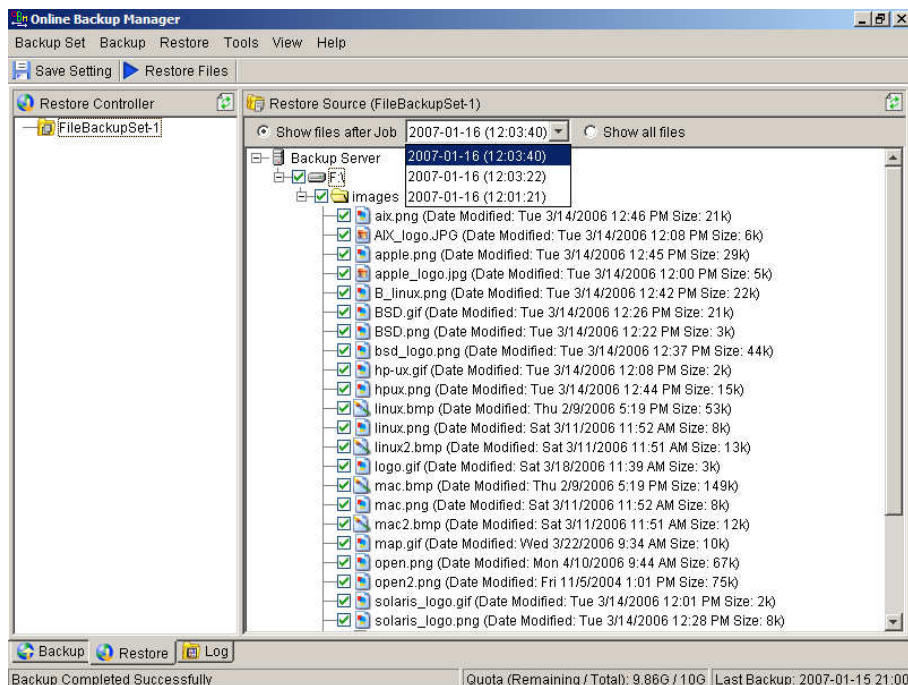 Online Backup Manager
Backup Set Backup Restore Tools View Help
Save Setting Restore Files
Restore Controller
FileBackupSet-1
Restore Source (FileBackupSet-1)
Show files after Job 2007-01-16 (12:03:40) Show all files
2007-01-16 (12:03:40)
2007-01-16 (12:03:22)
2007-01-16 (12:01:21)
Backup Server
F:\
images
aix.png (Date Modified: Tue 3/14/2006 12:46 PM Size: 21k)
AIX_logo.JPG (Date Modified: Tue 3/14/2006 12:08 PM Size: 6k)
apple.png (Date Modified: Tue 3/14/2006 12:45 PM Size: 29k)
apple_logo.jpg (Date Modified: Tue 3/14/2006 12:00 PM Size: 5k)
B_linux.png (Date Modified: Tue 3/14/2006 12:42 PM Size: 22k)
BSD.gif (Date Modified: Tue 3/14/2006 12:26 PM Size: 21k)
BSD.png (Date Modified: Tue 3/14/2006 12:22 PM Size: 3k)
bsd_logo.png (Date Modified: Tue 3/14/2006 12:37 PM Size: 44k)
hp-ux.gif (Date Modified: Tue 3/14/2006 12:08 PM Size: 2k)
hpux.png (Date Modified: Tue 3/14/2006 12:44 PM Size: 15k)
linux.bmp (Date Modified: Thu 2/9/2006 5:19 PM Size: 53k)
linux.png (Date Modified: Sat 3/11/2006 11:52 AM Size: 8k)
linux2.bmp (Date Modified: Sat 3/11/2006 11:51 AM Size: 13k)
logo.gif (Date Modified: Sat 3/18/2006 11:39 AM Size: 3k)
mac.bmp (Date Modified: Thu 2/9/2006 5:19 PM Size: 149k)
mac.png (Date Modified: Sat 3/11/2006 11:52 AM Size: 8k)
mac2.bmp (Date Modified: Sat 3/11/2006 11:51 AM Size: 12k)
map.gif (Date Modified: Wed 3/22/2006 9:34 AM Size: 10k)
open.png (Date Modified: Mon 4/10/2006 9:44 AM Size: 67k)
open2.png (Date Modified: Fri 11/5/2004 1:01 PM Size: 75k)
solaris_logo.gif (Date Modified: Tue 3/14/2006 12:01 PM Size: 2k)
solaris_logo.png (Date Modified: Tue 3/14/2006 12:28 PM Size: 8k)
Backup Restore Log
Backup Completed Successfully
Quota (Remaining / Total): 9.86G / 10G Last Backup: 2007-01-15 21:00